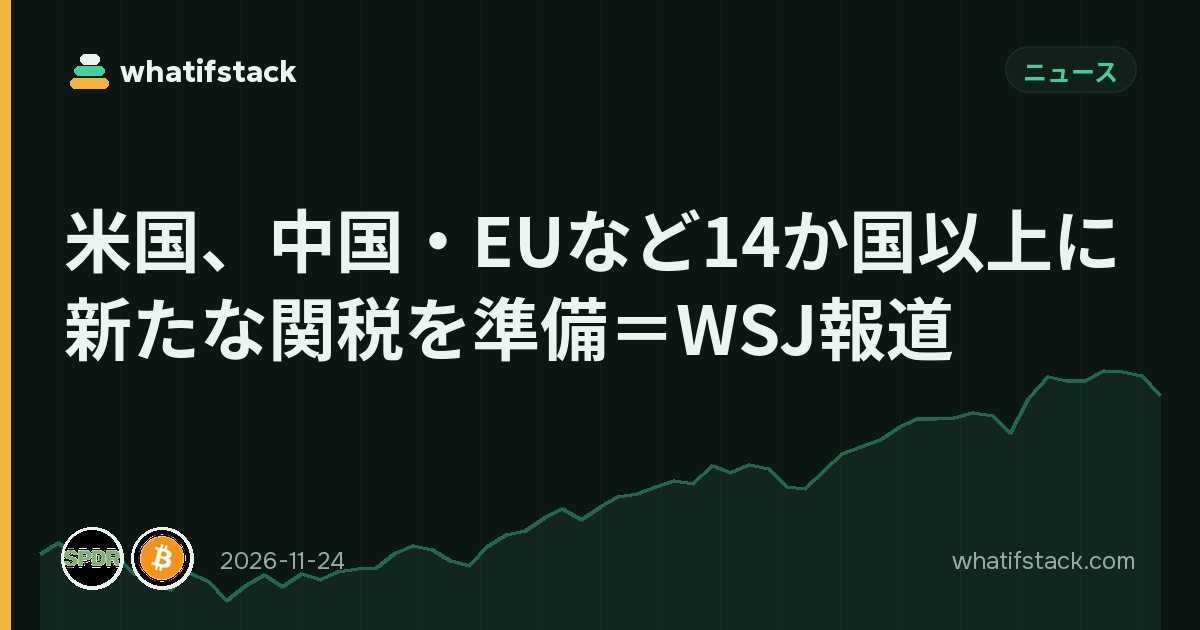 whatifstack
ニュース
米国、中国・EUなど14か国以上に
新たな関税を準備＝WSJ報道
SPDR
2026-11-24
whatifstack.com